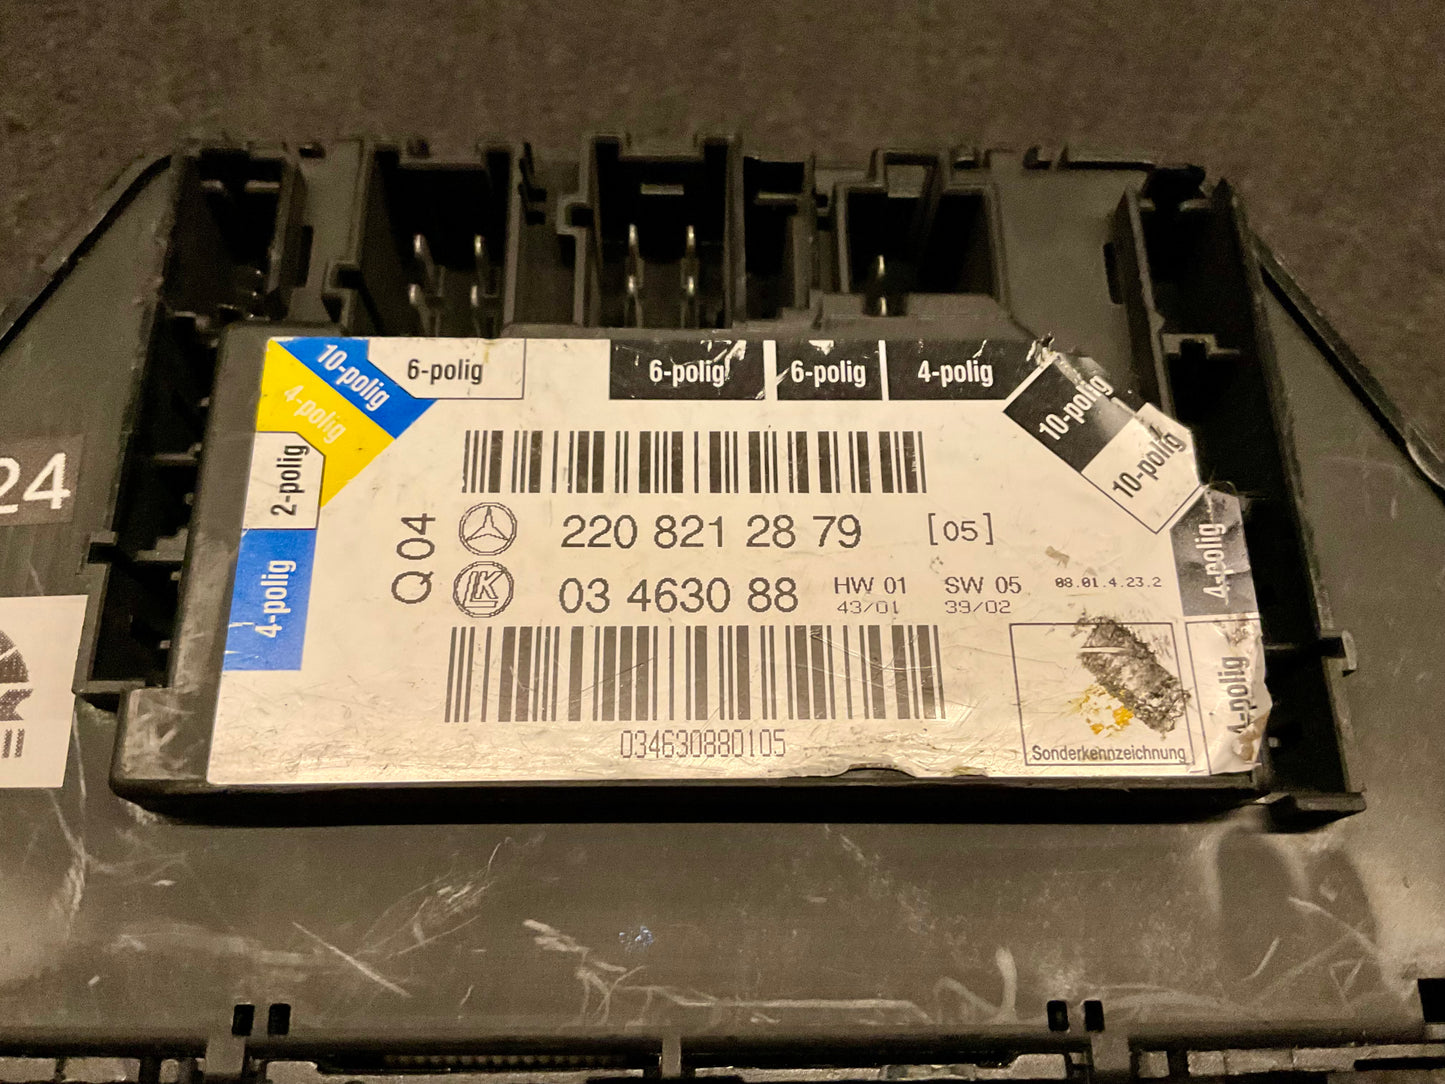 10-polig
6-polig
6-polig
6-polig
4-polig
10-polig
4-polig
10-polig
2-polig
24
220 821 28 79 [05]
Q 04
4-polig
4-polig
LK
03 4630 88 HW 01 SW 05 08.01.4.23.2
43/01 39/02
4-polig
034630880105
Sonderkennzeichnung